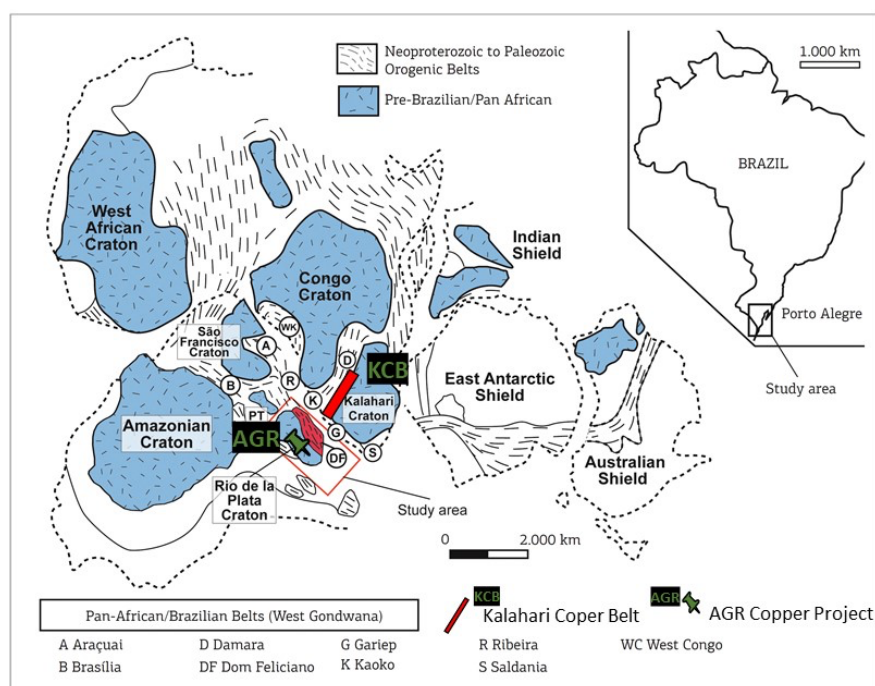 Neoproterozoic to Paleozoic
Orogenic Belts
Pre-Brazilian/Pan African
1.000 km
BRAZIL
Porto Alegre
Study area
West
African
Craton
Congo
Craton
Indian
Shield
São
Francisco
Craton
WK
A
D
KCB
B
R
K
Kalahari
Craton
East Antarctic
Shield
PT
Amazonian
Craton
AGR
G
DF
S
Australian
Shield
Rio de la
Plata
Craton
Study area
0 2.000 km
Pan-African/Brazilian Belts (West Gondwana)
KCB
Kalahari Coper Belt
AGR
AGR Copper Project
A Araçuai D Damara G Gariep R Ribeira WC West Congo
B Brasília DF Dom Feliciano K Kaoko S Saldania